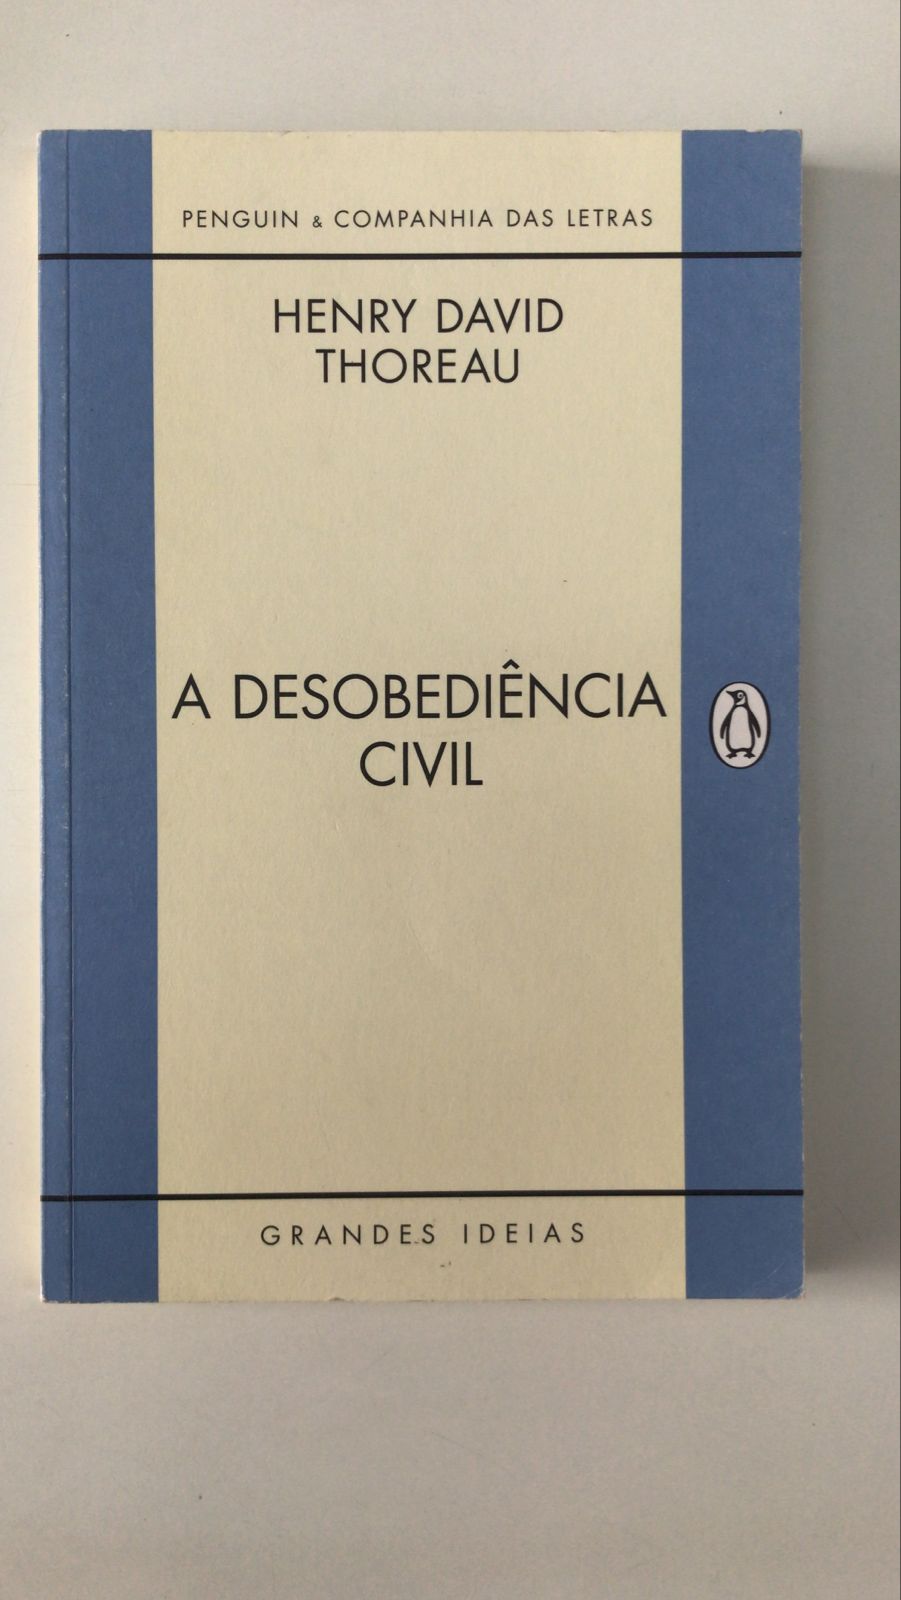 PENGUIN & COMPANHIA DAS LETRAS
HENRY DAVID
THOREAU
A DESOBEDIÊNCIA
CIVIL
GRANDES IDEIAS